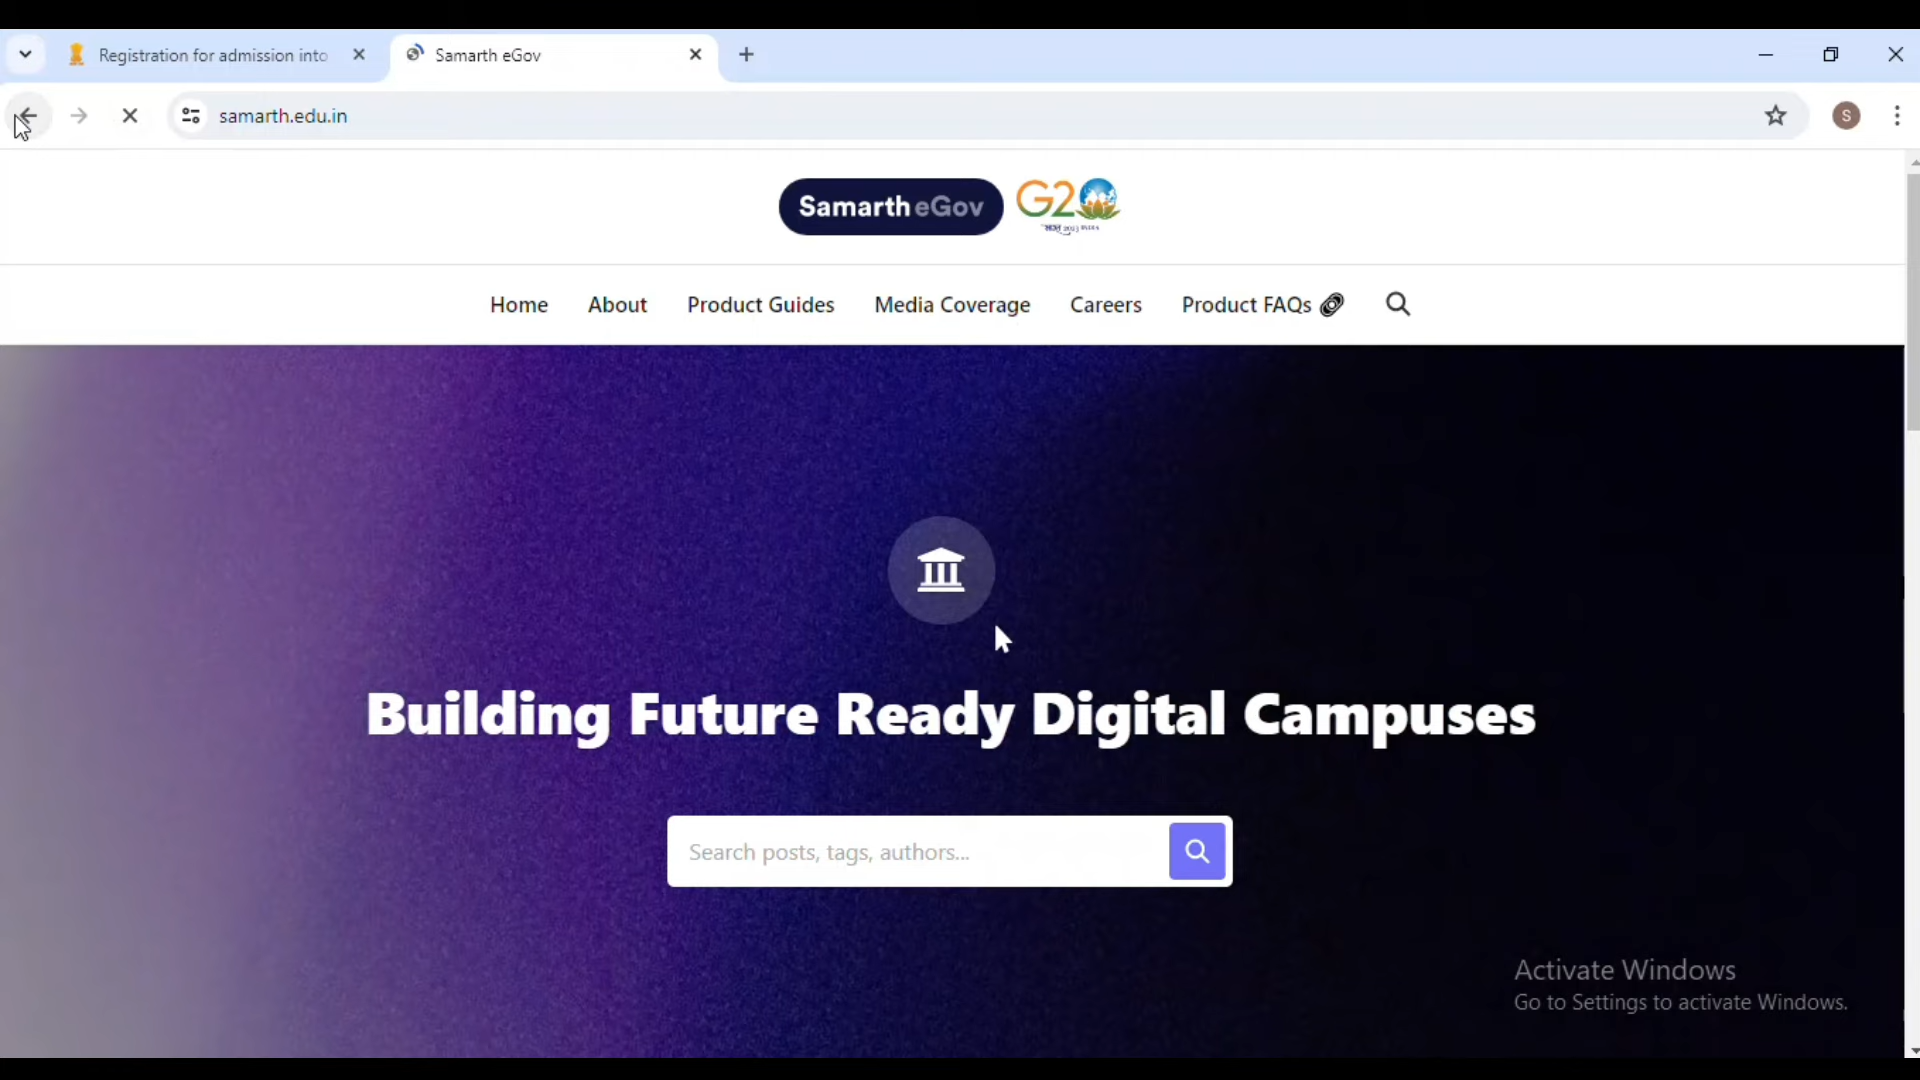 Registration for admission into
Samarth eGov
samarth.edu.in
S
Samarth eGov
G20
2023 INDIA
Home About Product Guides Media Coverage Careers Product FAQs
Building Future Ready Digital Campuses
Search posts, tags, authors...
Activate Windows
Go to Settings to activate Windows.